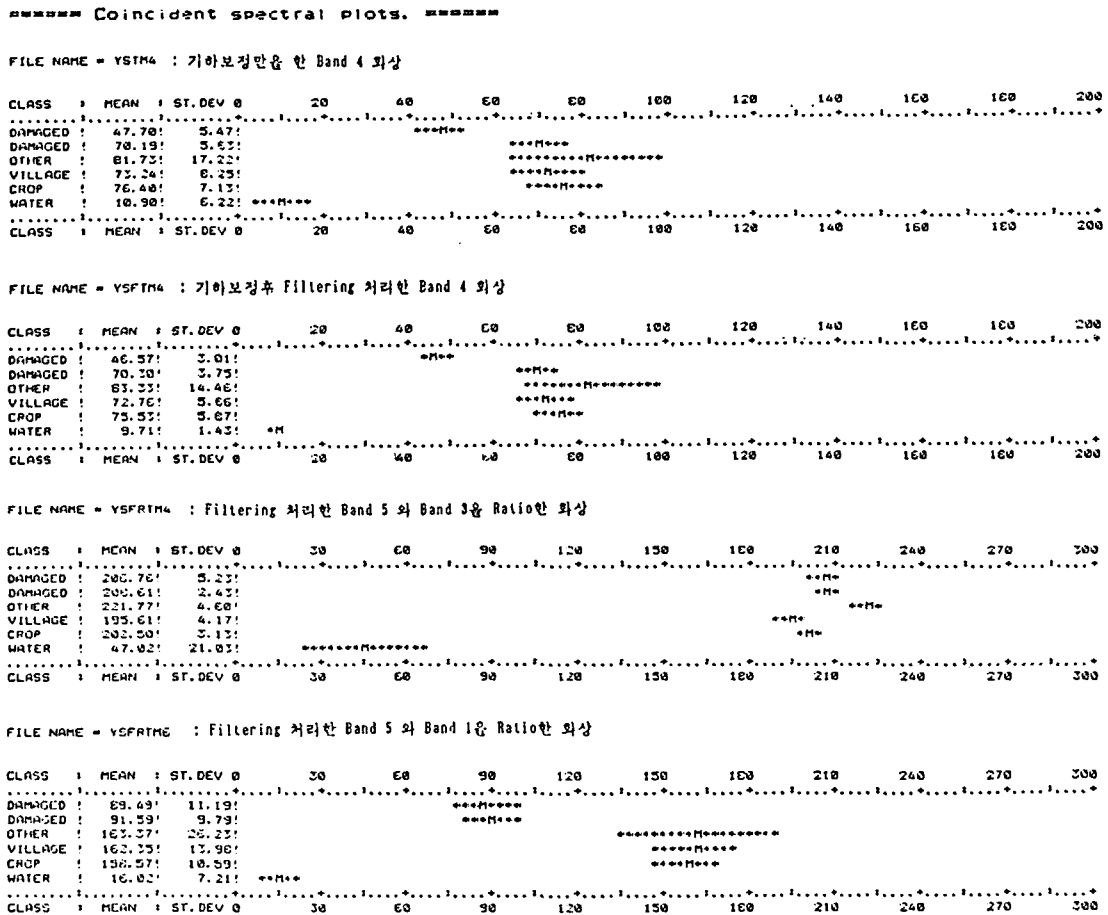 ====== Coincident spectral plots. ======
FILE NAME = YSTM4 : 기하보정만을 한 Band 4 화상
CLASS : MEAN : ST.DEV 0 20 40 60 80 100 120 140 160 180 200
DAMAGED ! 47.70! 5.47! +++M+++
DAMAGED ! 70.19! 5.63! +++M++++
OTHER ! 81.73! 17.22! ++++++++++M+++++++++
VILLAGE ! 73.24! 8.25! ++++M+++++
CROP ! 76.40! 7.13! ++++M+++++
WATER ! 10.90! 6.22! +++M+++
CLASS : MEAN : ST.DEV 0 20 40 60 80 100 120 140 160 180 200
FILE NAME = YSFTM4 : 기하보정후 Filtering 처리한 Band 4 화상
CLASS : MEAN : ST.DEV 0 20 40 60 80 100 120 140 160 180 200
DAMAGED ! 46.57! 3.01! +M++
DAMAGED ! 70.30! 3.75! ++M++
OTHER ! 83.33! 14.46! +++++++M++++++++
VILLAGE ! 72.76! 5.66! +++M++++
CROP ! 75.53! 5.87! +++M++
WATER ! 9.71! 1.43! +M
CLASS : MEAN : ST.DEV 0 20 40 60 80 100 120 140 160 180 200
FILE NAME = YSFRTM4 : Filtering 처리한 Band 5 와 Band 3을 Ratio한 화상
CLASS : MEAN : ST.DEV 0 30 60 90 120 150 180 210 240 270 300
DAMAGED ! 206.76! 5.23! ++M+
DAMAGED ! 2.43! +M+
OTHER ! 221.77! 4.60! ++M+
VILLAGE ! 195.61! 4.17! ++M+
CROP ! 202.50! 3.13! +M+
WATER ! 47.02! 21.03! +++++++M+++++++
CLASS : MEAN : ST.DEV 0 30 60 90 120 150 180 210 240 270 300
FILE NAME = YSFRTM6 : Filtering 처리한 Band 5 와 Band 1을 Ratio한 화상
CLASS : MEAN : ST.DEV 0 30 60 90 120 150 180 210 240 270 300
DAMAGED ! 89.49! 11.19! +++M++++
DAMAGED ! 91.59! 9.79! +++M+++
OTHER ! 163.37! 26.23! +++++++++M++++++++++
VILLAGE ! 162.35! 13.96! +++++M+++++
CROP ! 10.59! ++++M+++
WATER ! 16.02! 7.21! ++M++
CLASS : MEAN : ST.DEV 0 30 60 90 120 150 180 210 240 270 300